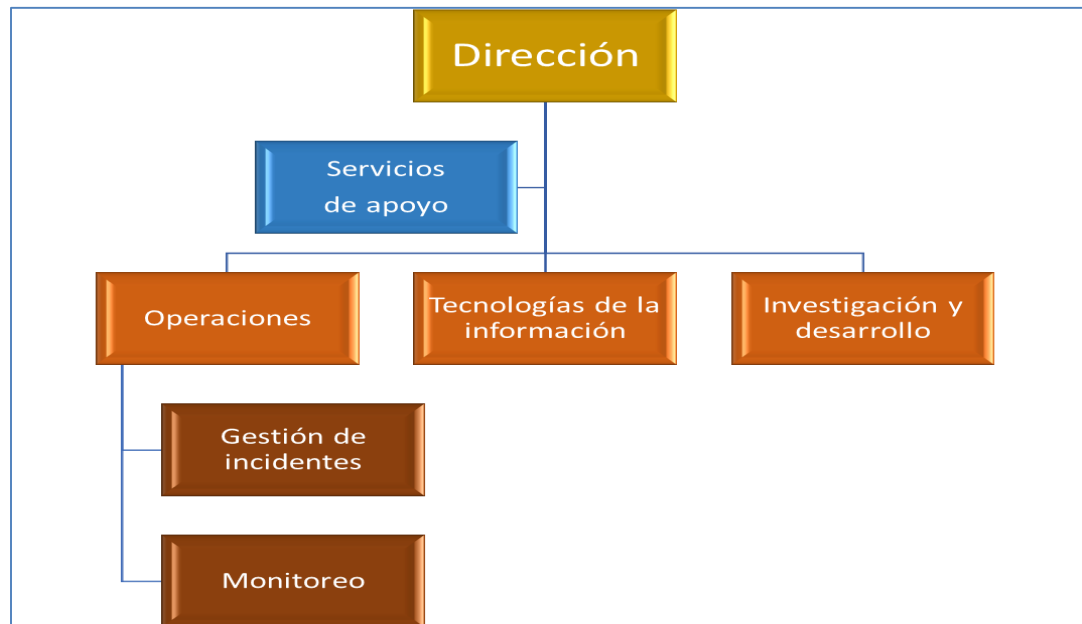 Dirección
Servicios
de apoyo
Operaciones
Tecnologías de la
información
Investigación y
desarrollo
Gestión de
incidentes
Monitoreo